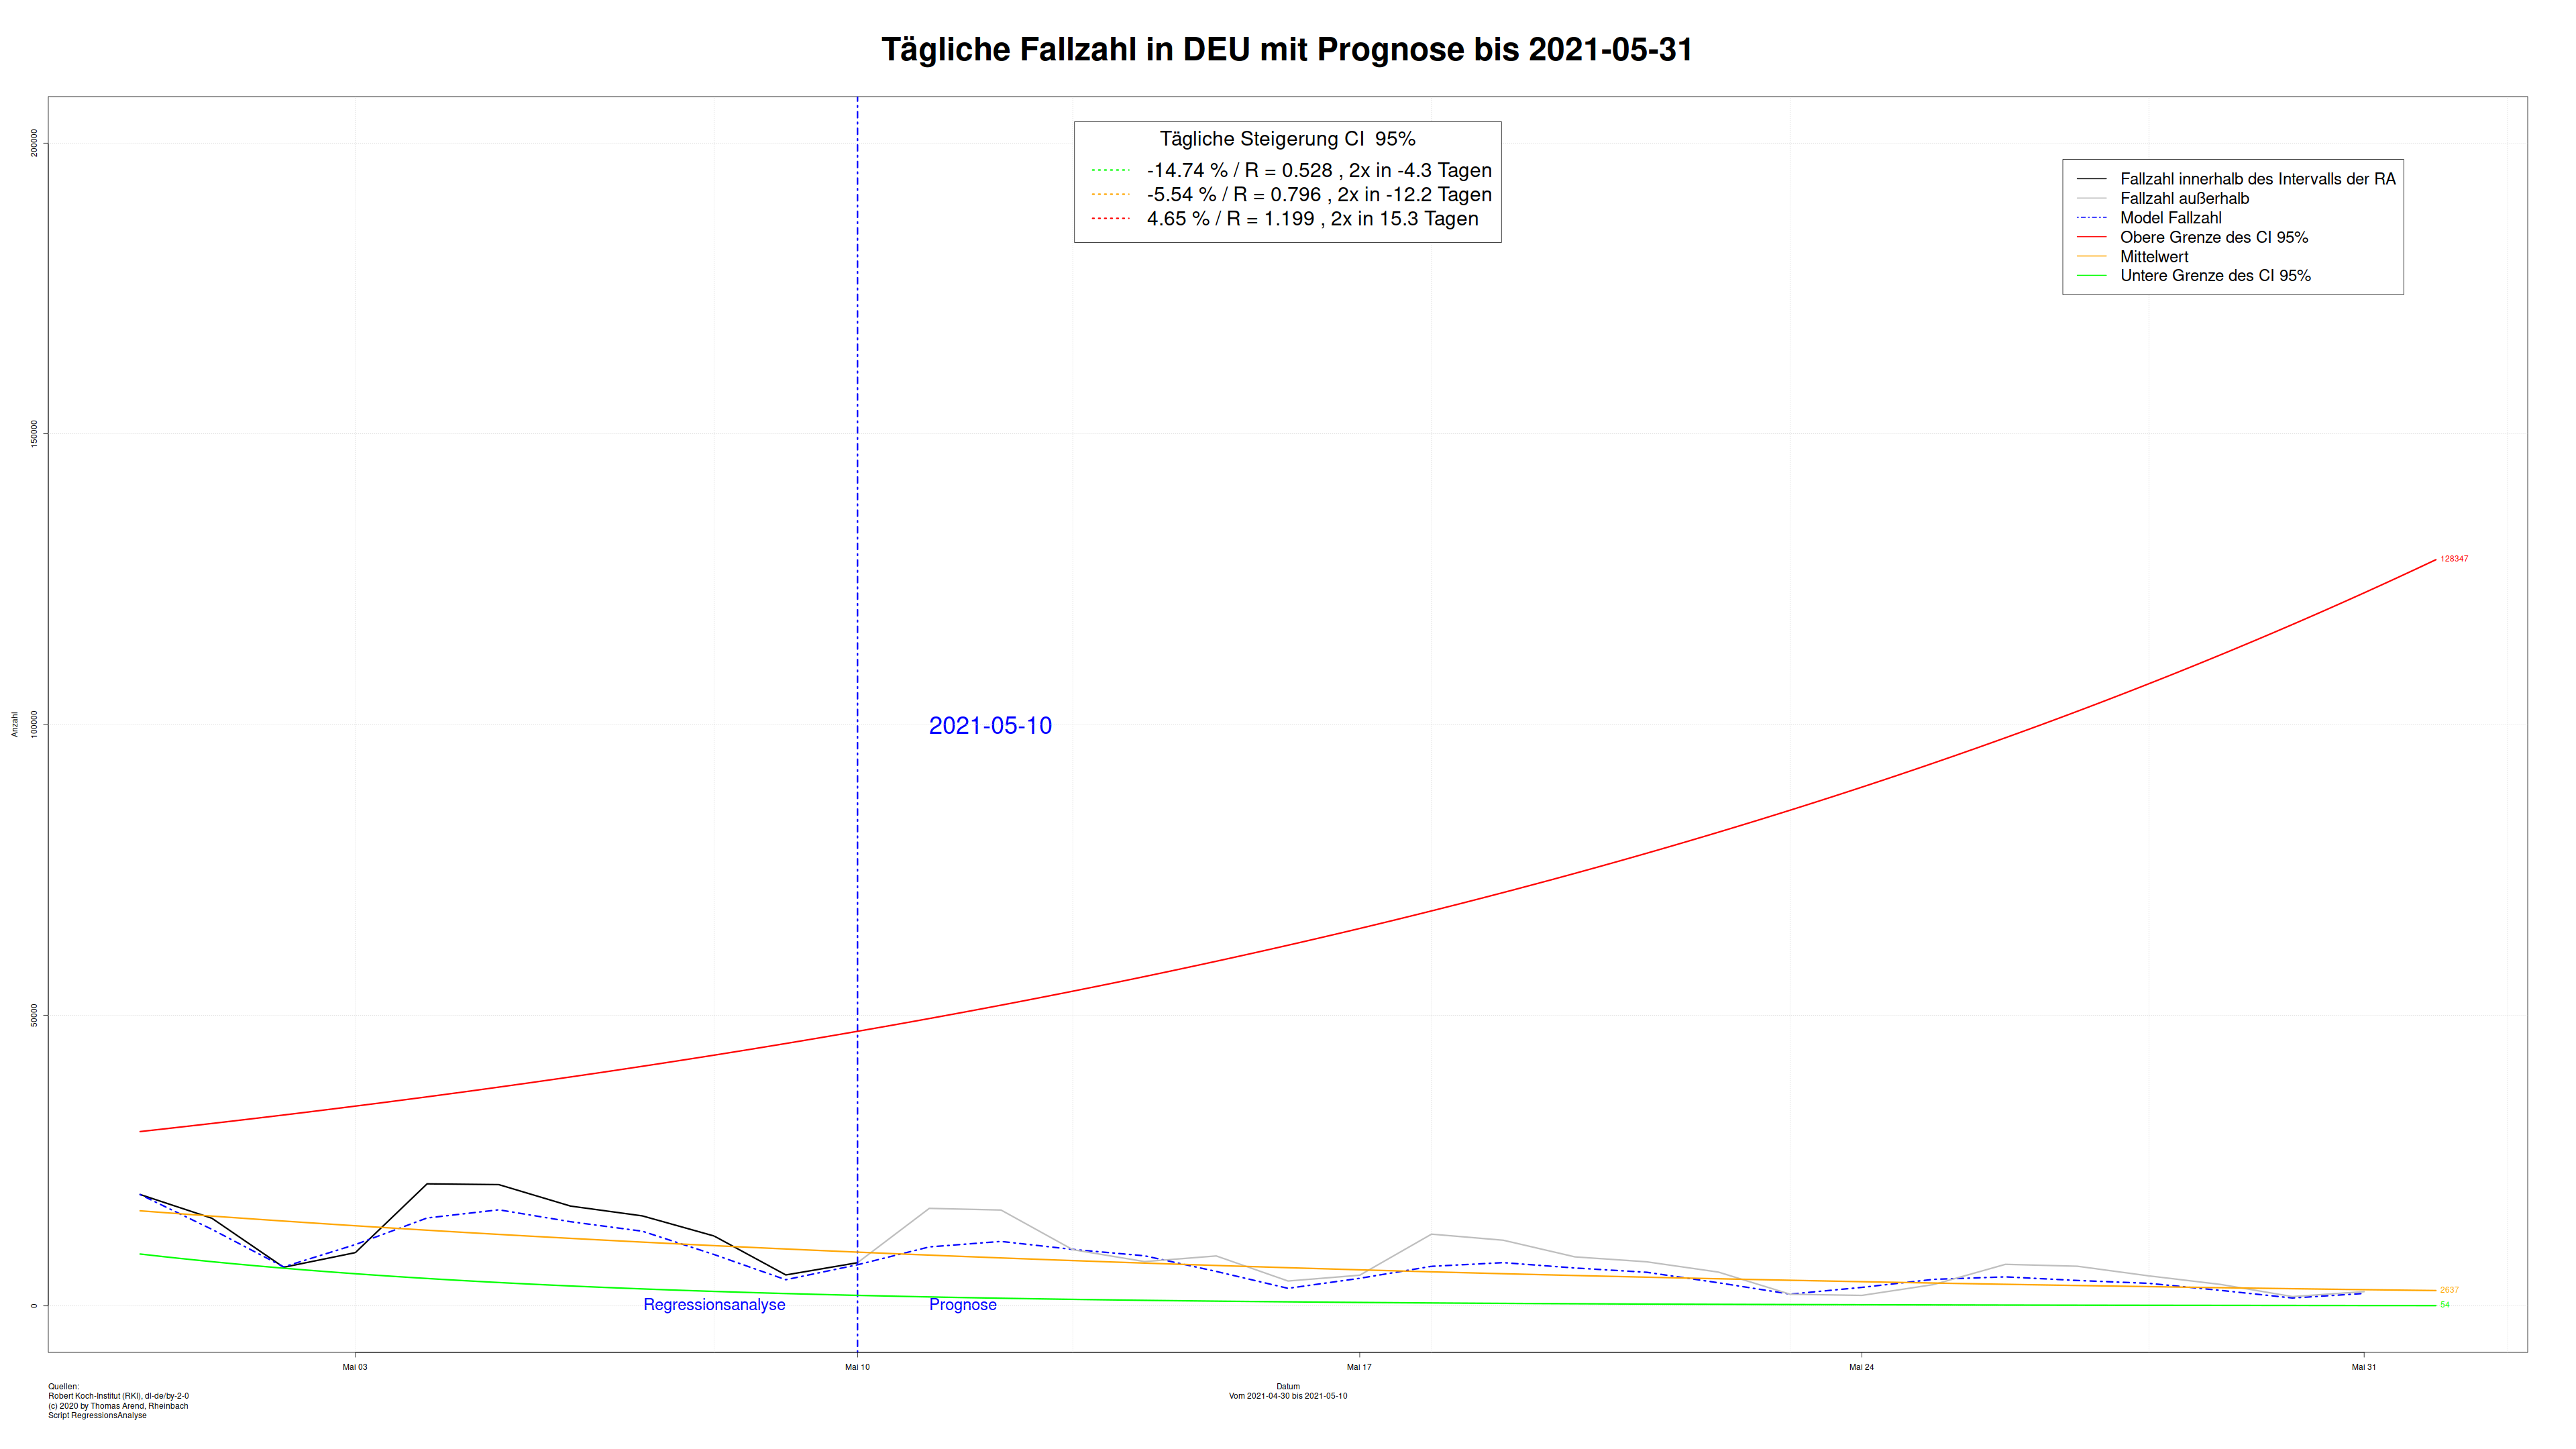 Tägliche Fallzahl in DEU mit Prognose bis 2021-05-31
Tägliche Steigerung CI  95%
-14.74 % / R = 0.528 , 2x in -4.3 Tagen
-5.54 % / R = 0.796 , 2x in -12.2 Tagen
4.65 % / R = 1.199 , 2x in 15.3 Tagen
Fallzahl innerhalb des Intervalls der RA
Fallzahl außerhalb
Model Fallzahl
Obere Grenze des CI 95%
Mittelwert
Untere Grenze des CI 95%
200000
150000
100000
50000
0
Anzahl
128347
2021-05-10
2637
54
Regressionsanalyse
Prognose
Mai 03
Mai 10
Mai 17
Mai 24
Mai 31
Datum
Vom 2021-04-30 bis 2021-05-10
Quellen:
Robert Koch-Institut (RKI), dl-de/by-2-0
(c) 2020 by Thomas Arend, Rheinbach
Script RegressionsAnalyse